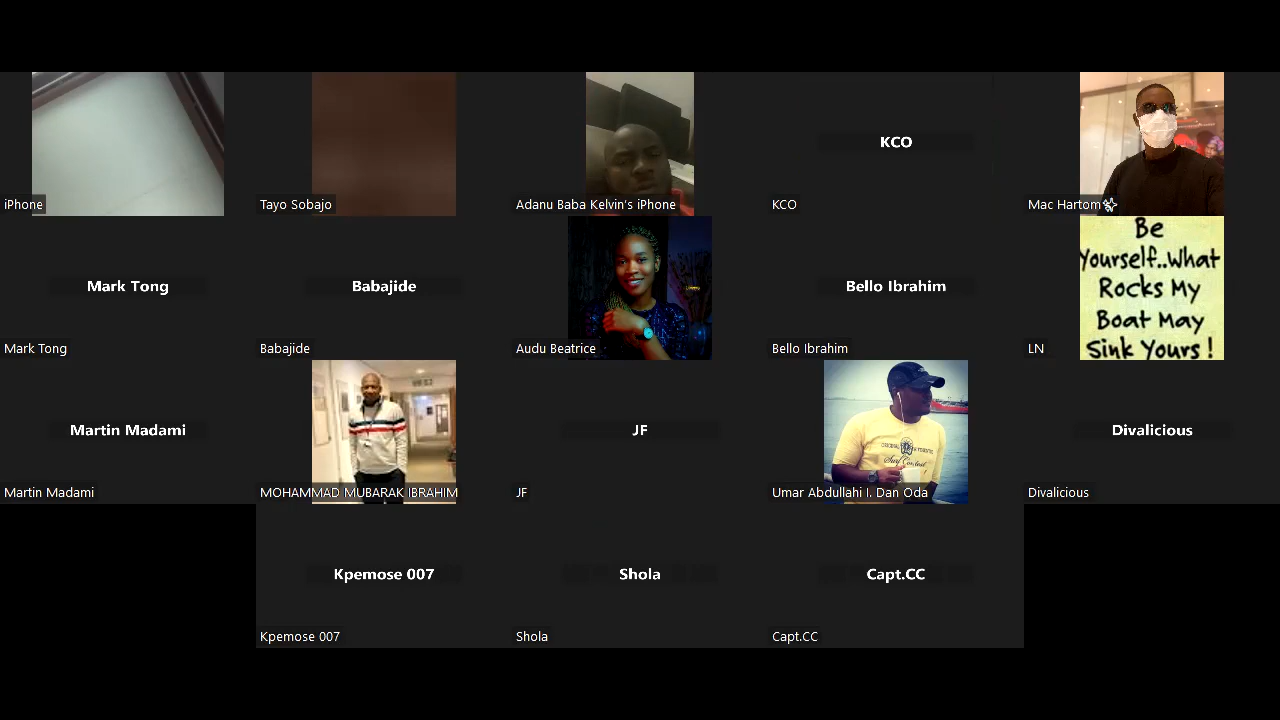 KCO
iPhone
Tayo Sobajo
Adanu Baba Kelvin's iPhone
KCO
Mac Hartom
Mark Tong
Babajide
Bello Ibrahim
Be
Yourself..What
Rocks My
Boat May
Sink Yours !
Mark Tong
Babajide
Audu Beatrice
Bello Ibrahim
LN
Martin Madami
JF
Divalicious
Martin Madami
MOHAMMAD MUBARAK IBRAHIM
JF
Umar Abdullahi I. Dan Oda
Divalicious
Kpemose 007
Shola
Capt.CC
Kpemose 007
Shola
Capt.CC